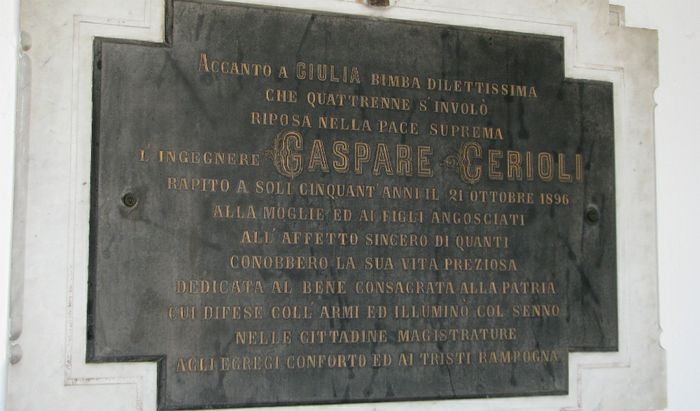 ACCANTO A GIULIA BIMBA DILETTISSIMA
CHE QUATTRENNE S'INVOLÒ
RIPOSA NELLA PACE SUPREMA
L'INGEGNERE GASPARE CERIOLI
RAPITO A SOLI CINQUANT'ANNI IL 21 OTTOBRE 1896
ALLA MOGLIE ED AI FIGLI ANGOSCIATI
ALL'AFFETTO SINCERO DI QUANTI
CONOBBERO LA SUA VITA PREZIOSA
DEDICATA AL BENE CONSACRATA ALLA PATRIA
CUI DIFESE COLL'ARMI ED ILLUMINÒ COL SENNO
NELLE CITTADINE MAGISTRATURE
AGLI EGREGI CONFORTO ED AI TRISTI RAMPOGNA